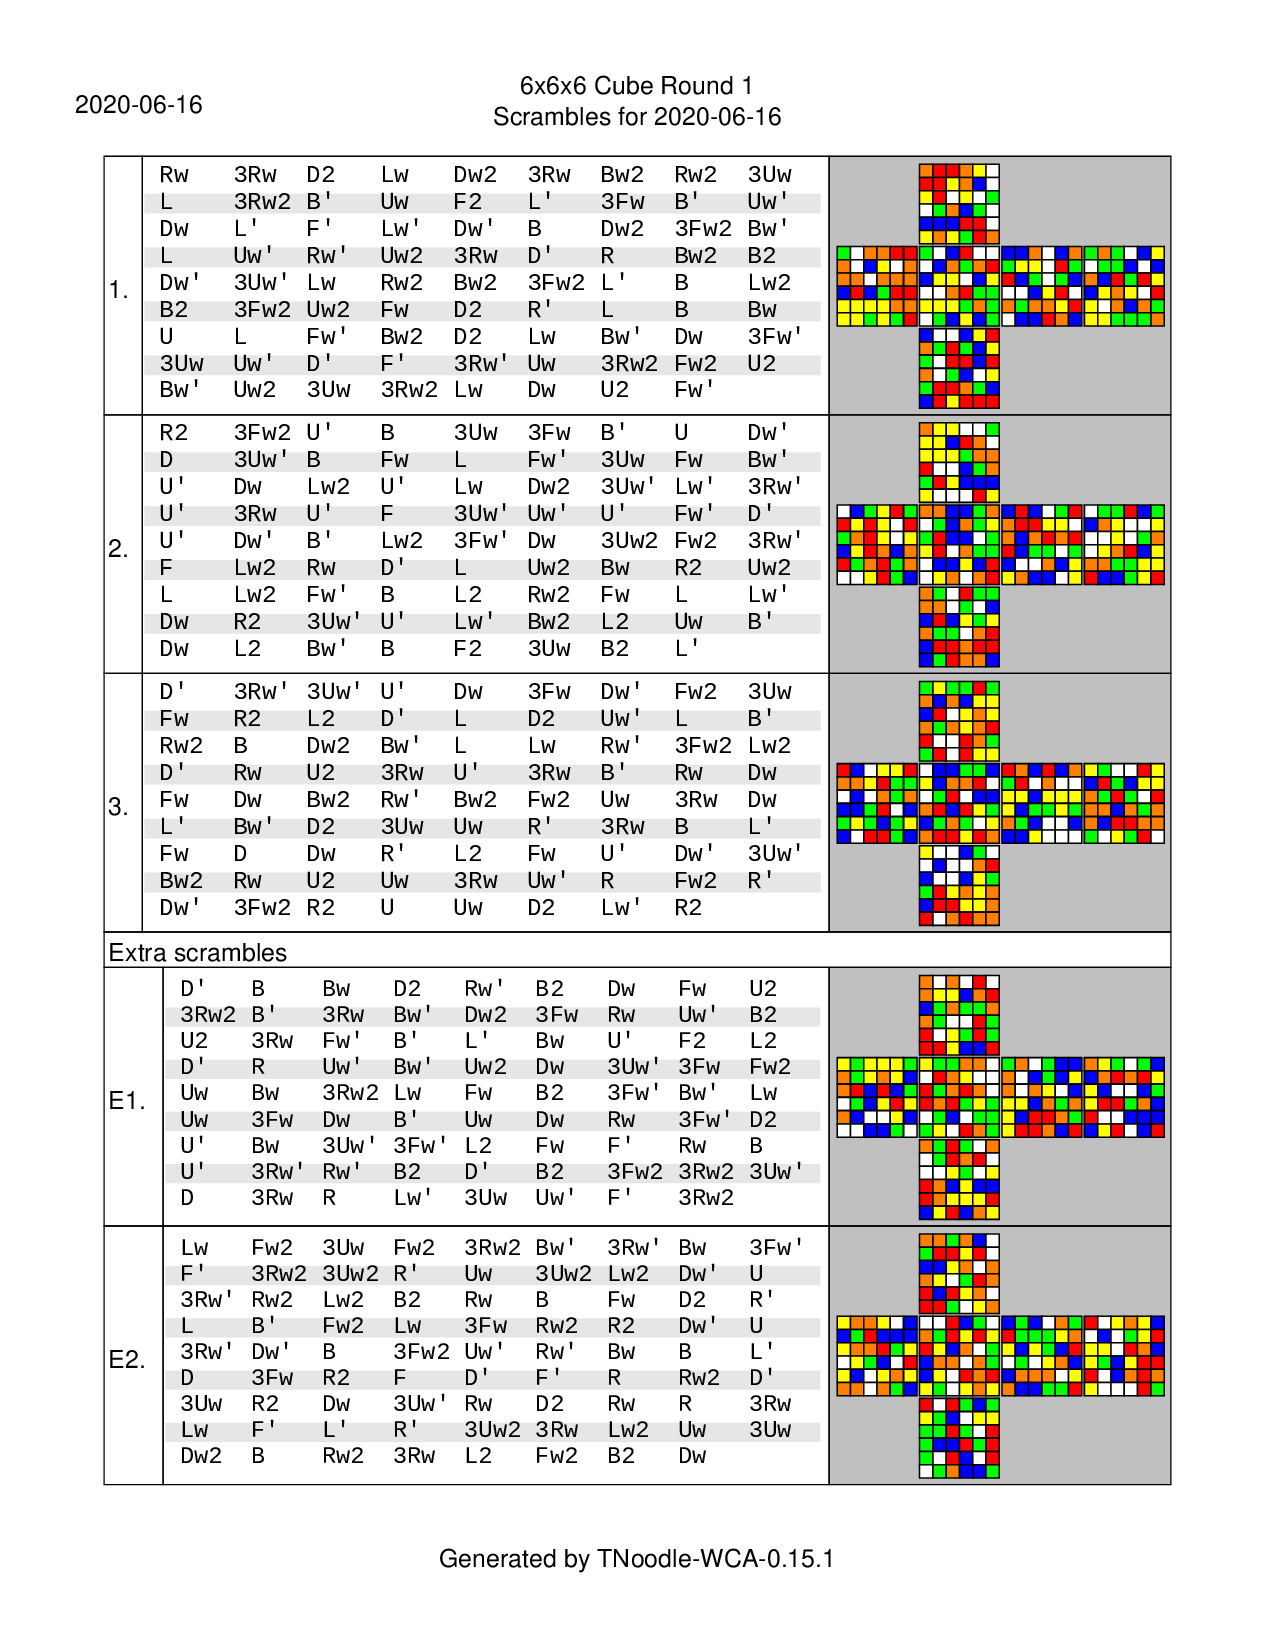 2020-06-16
6x6x6 Cube Round 1
Scrambles for 2020-06-16
1.
Rw 3Rw D2 Lw Dw2 3Rw Bw2 Rw2 3Uw
L 3Rw2 B' Uw F2 L' 3Fw B' Uw'
Dw L' F' Lw' Dw' B Dw2 3Fw2 Bw'
L Uw' Rw' Uw2 3Rw D' R Bw2 B2
Dw' 3Uw' Lw Rw2 Bw2 3Fw2 L' B Lw2
B2 3Fw2 Uw2 Fw D2 R' L B Bw
U L Fw' Bw2 D2 Lw Bw' Dw 3Fw'
3Uw Uw' D' F' 3Rw' Uw 3Rw2 Fw2 U2
Bw' Uw2 3Uw 3Rw2 Lw Dw U2 Fw'
2.
R2 3Fw2 U' B 3Uw 3Fw B' U Dw'
D 3Uw' B Fw L Fw' 3Uw Fw Bw'
U' Dw Lw2 U' Lw Dw2 3Uw' Lw' 3Rw'
U' 3Rw U' F 3Uw' Uw' U' Fw' D'
U' Dw' B' Lw2 3Fw' Dw 3Uw2 Fw2 3Rw'
F Lw2 Rw D' L Uw2 Bw R2 Uw2
L Lw2 Fw' B L2 Rw2 Fw L Lw'
Dw R2 3Uw' U' Lw' Bw2 L2 Uw B'
Dw L2 Bw' B F2 3Uw B2 L'
3.
D' 3Rw' 3Uw' U' Dw 3Fw Dw' Fw2 3Uw
Fw R2 L2 D' L D2 Uw' L B'
Rw2 B Dw2 Bw' L Lw Rw' 3Fw2 Lw2
D' Rw U2 3Rw U' 3Rw B' Rw Dw
Fw Dw Bw2 Rw' Bw2 Fw2 Uw 3Rw Dw
L' Bw' D2 3Uw Uw R' 3Rw B L'
Fw D Dw R' L2 Fw U' Dw' 3Uw'
Bw2 Rw U2 Uw 3Rw Uw' R Fw2 R'
Dw' 3Fw2 R2 U Uw D2 Lw' R2
Extra scrambles
E1.
D' B Bw D2 Rw' B2 Dw Fw U2
3Rw2 B' 3Rw Bw' Dw2 3Fw Rw Uw' B2
U2 3Rw Fw' B' L' Bw U' F2 L2
D' R Uw' Bw' Uw2 Dw 3Uw' 3Fw Fw2
Uw Bw 3Rw2 Lw Fw B2 3Fw' Bw' Lw
Uw 3Fw Dw B' Uw Dw Rw 3Fw' D2
U' Bw 3Uw' 3Fw' L2 Fw F' Rw B
U' 3Rw' Rw' B2 D' B2 3Fw2 3Rw2 3Uw'
D 3Rw R Lw' 3Uw Uw' F' 3Rw2
E2.
Lw Fw2 3Uw Fw2 3Rw2 Bw' 3Rw' Bw 3Fw'
F' 3Rw2 3Uw2 R' Uw 3Uw2 Lw2 Dw' U
3Rw' Rw2 Lw2 B2 Rw B Fw D2 R'
L B' Fw2 Lw 3Fw Rw2 R2 Dw' U
3Rw' Dw' B 3Fw2 Uw' Rw' Bw B L'
D 3Fw R2 F D' F' R Rw2 D'
3Uw R2 Dw 3Uw' Rw D2 Rw R 3Rw
Lw F' L' R' 3Uw2 3Rw Lw2 Uw 3Uw
Dw2 B Rw2 3Rw L2 Fw2 B2 Dw
Generated by TNoodle-WCA-0.15.1